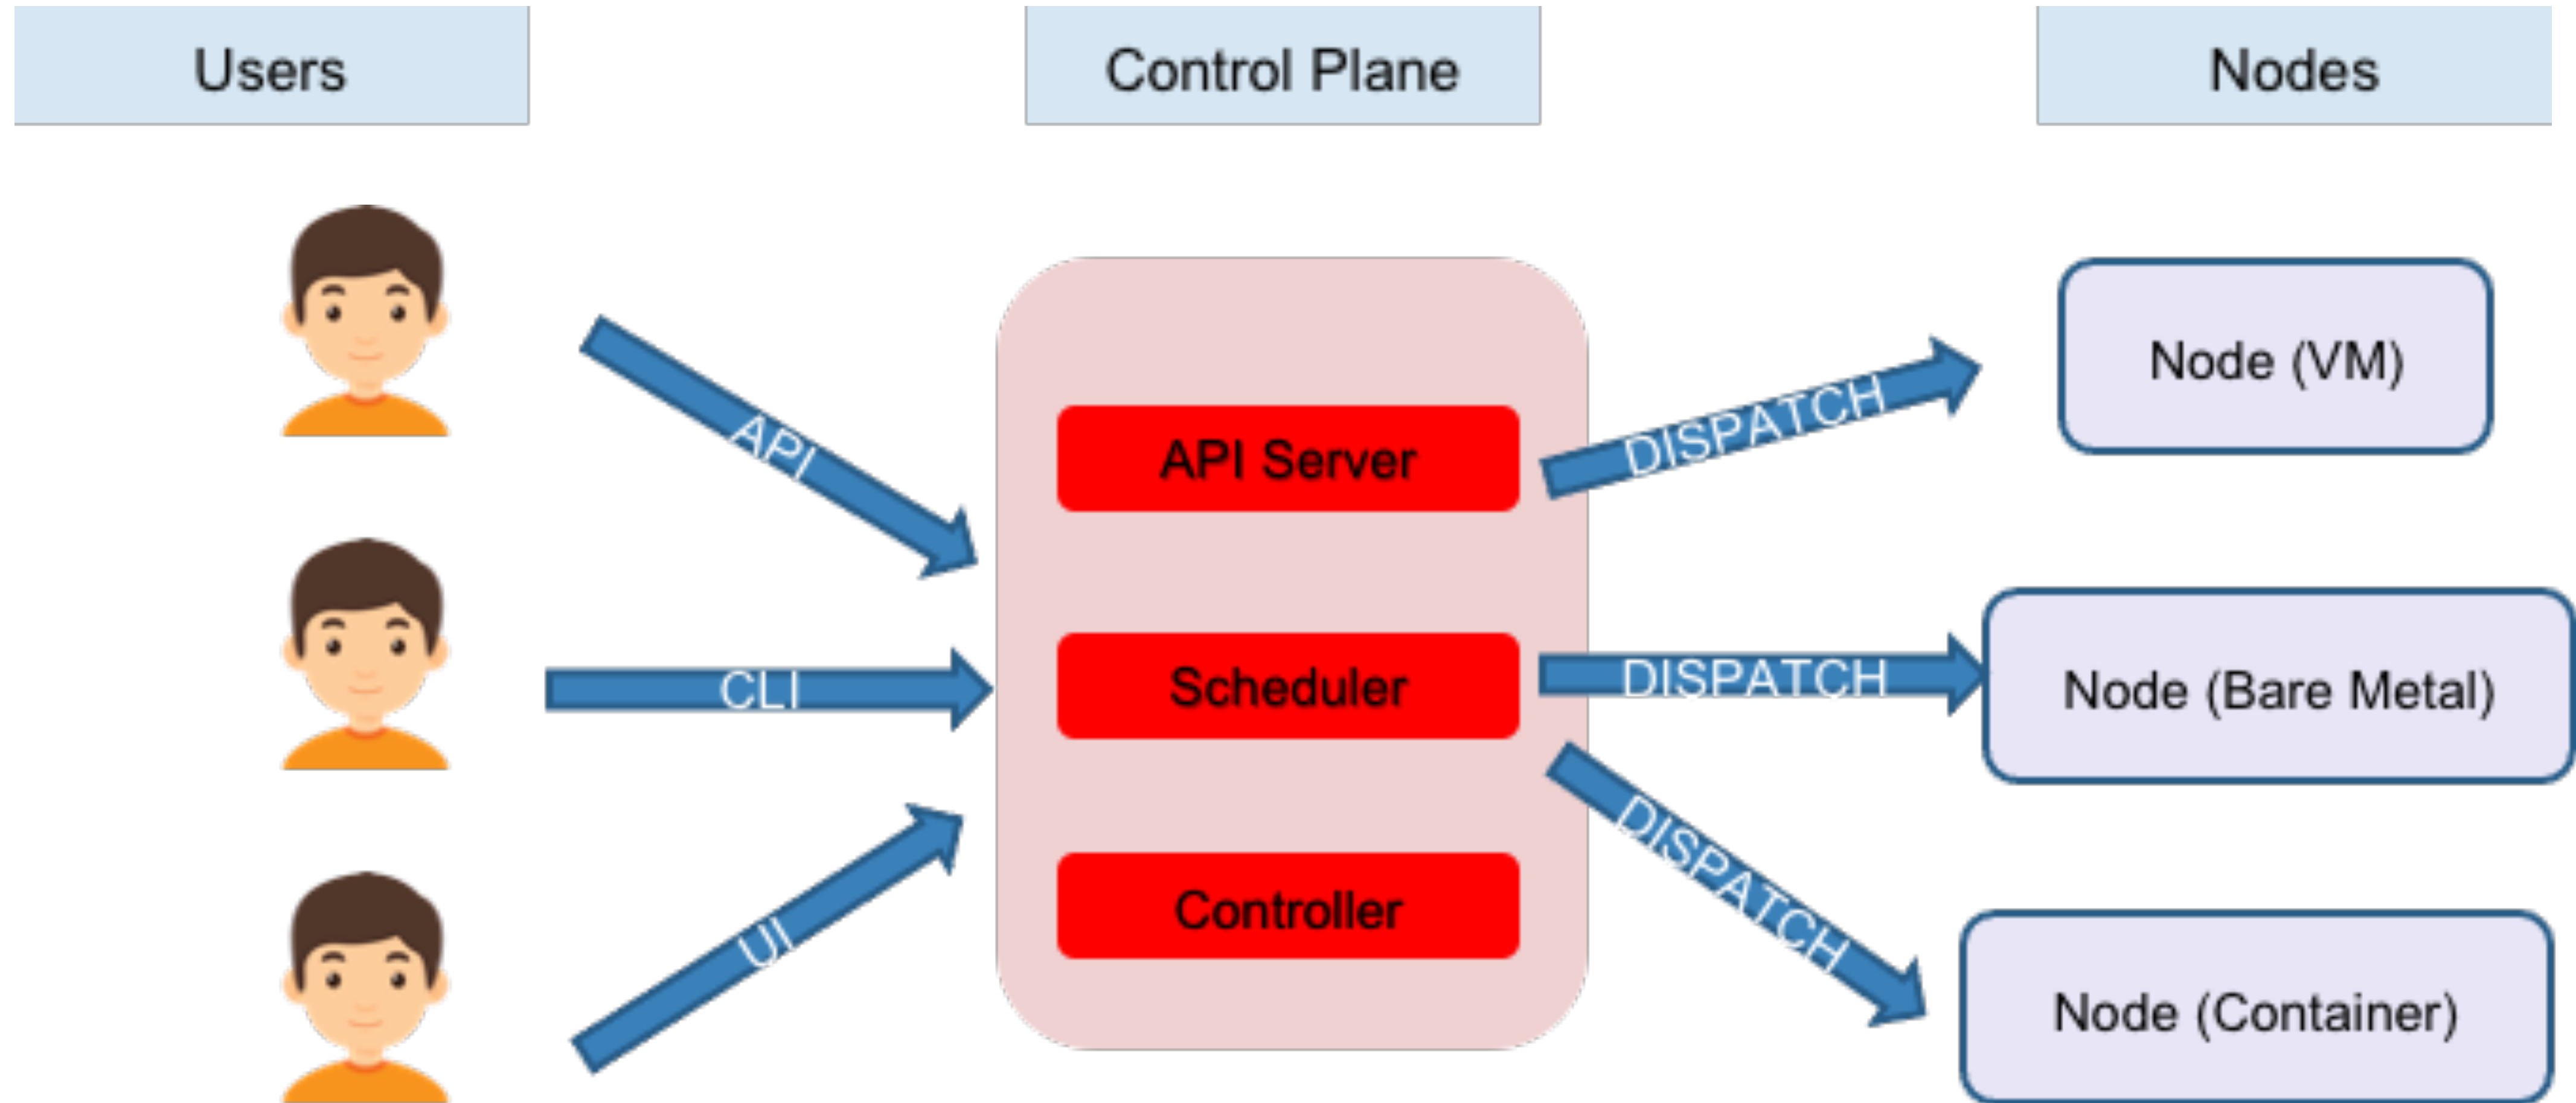 Users
Control Plane
Nodes
API
CLI
UI
API Server
Scheduler
Controller
DISPATCH
DISPATCH
DISPATCH
Node (VM)
Node (Bare Metal)
Node (Container)